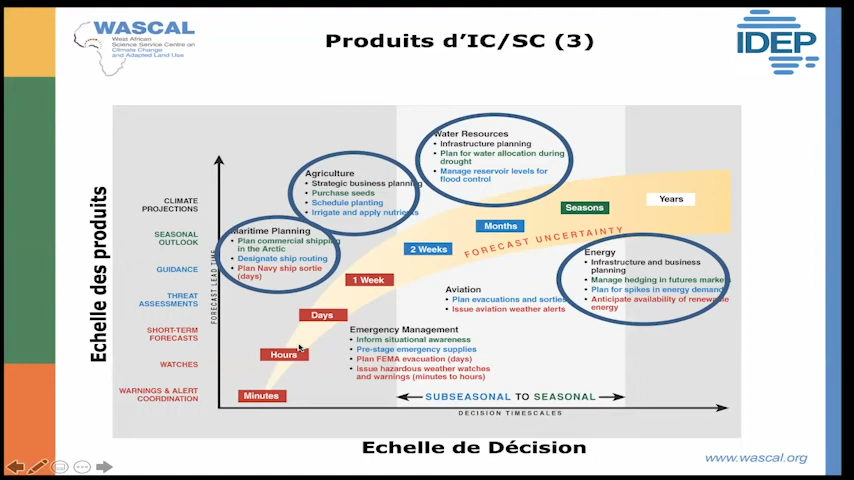 WASCAL
West African
Science Service Centre on
Climate Change
and Adapted Land Use
Produits d'IC/SC (3)
IDEP
Echelle des produits
FORECAST LEAD TIME
CLIMATE
PROJECTIONS
SEASONAL
OUTLOOK
GUIDANCE
THREAT
ASSESSMENTS
SHORT-TERM
FORECASTS
WATCHES
WARNINGS & ALERT
COORDINATION
Water Resources
• Infrastructure planning
• Plan for water allocation during
drought
• Manage reservoir levels for
flood control
Agriculture
• Strategic business planning
• Purchase seeds
• Schedule planting
• Irrigate and apply nutrients
Maritime Planning
• Plan commercial shipping
in the Arctic
• Designate ship routing
• Plan Navy ship sortie
(days)
Years
Seasons
Months
2 Weeks
1 Week
Days
Hours
Minutes
FORECAST UNCERTAINTY
Energy
• Infrastructure and business
planning
• Manage hedging in futures market
• Plan for spikes in energy demand
• Anticipate availability of renewable
energy
Aviation
• Plan evacuations and sorties
• Issue aviation weather alerts
Emergency Management
• Inform situational awareness
• Pre-stage emergency supplies
• Plan FEMA evacuation (days)
• Issue hazardous weather watches
and warnings (minutes to hours)
SUBSEASONAL TO SEASONAL
DECISION TIMESCALES
Echelle de Décision
www.wascal.org